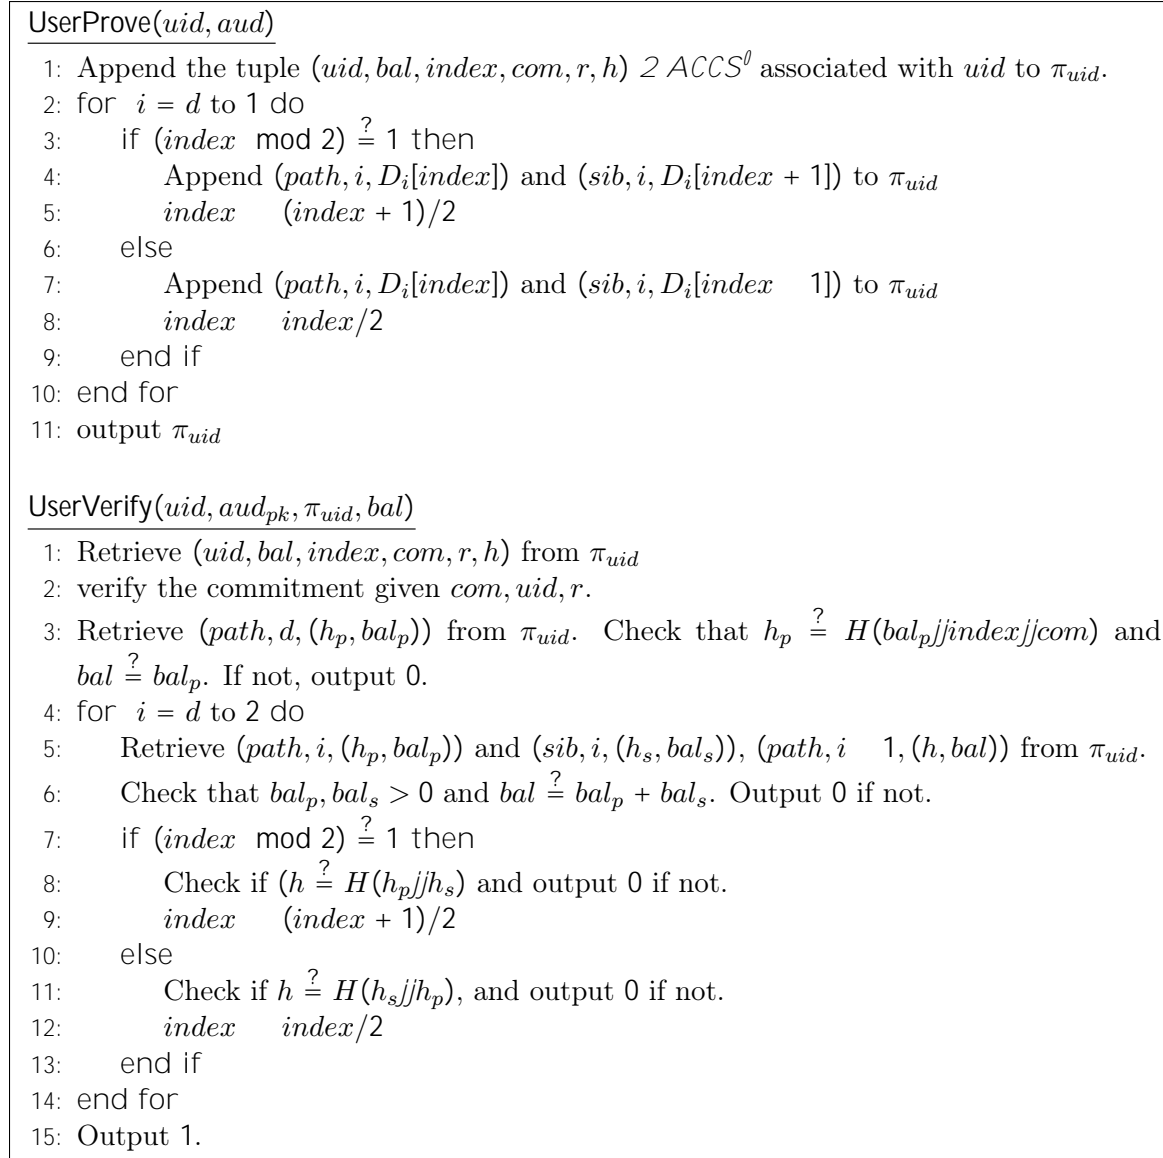 UserProve(uid, aud)
1: Append the tuple (uid, bal, index, com, r, h) 2 ACCS^0 associated with uid to π_uid.
2: for i = d to 1 do
3: if (index mod 2) ≟ 1 then
4: Append (path, i, D_i[index]) and (sib, i, D_i[index + 1]) to π_uid
5: index (index + 1)/2
6: else
7: Append (path, i, D_i[index]) and (sib, i, D_i[index 1]) to π_uid
8: index index/2
9: end if
10: end for
11: output π_uid
UserVerify(uid, aud_pk, π_uid, bal)
1: Retrieve (uid, bal, index, com, r, h) from π_uid
2: verify the commitment given com, uid, r.
3: Retrieve (path, d, (h_p, bal_p)) from π_uid. Check that h_p ≟ H(bal_pjjindexjjcom) and
bal ≟ bal_p. If not, output 0.
4: for i = d to 2 do
5: Retrieve (path, i, (h_p, bal_p)) and (sib, i, (h_s, bal_s)), (path, i 1, (h, bal)) from π_uid.
6: Check that bal_p, bal_s > 0 and bal ≟ bal_p + bal_s. Output 0 if not.
7: if (index mod 2) ≟ 1 then
8: Check if (h ≟ H(h_pjjh_s) and output 0 if not.
9: index (index + 1)/2
10: else
11: Check if h ≟ H(h_sjjh_p), and output 0 if not.
12: index index/2
13: end if
14: end for
15: Output 1.